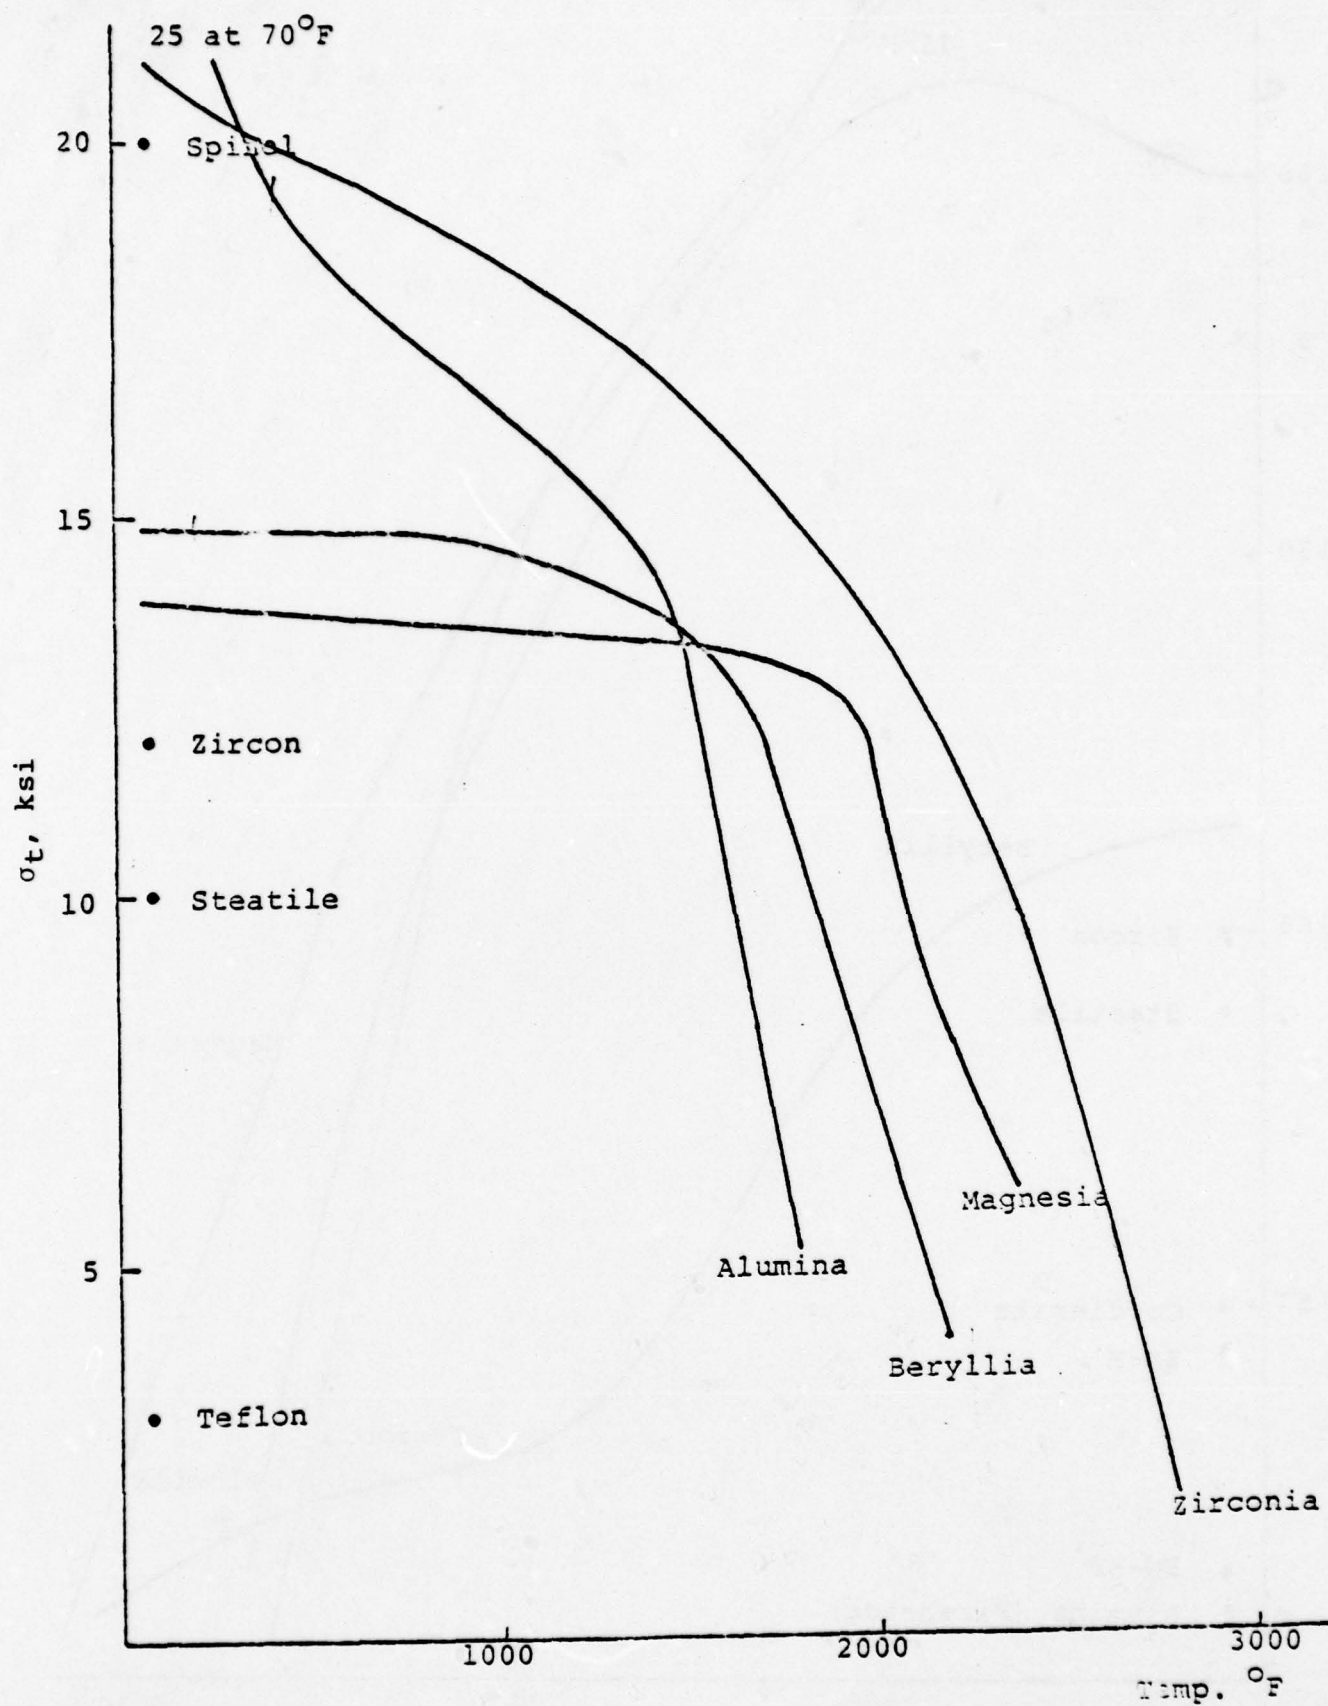 25 at 70°F
20
Spinel
15
Zircon
σt, ksi
10
Steatile
Magnesia
5
Alumina
Beryllia
Teflon
Zirconia
1000
2000
3000
Temp. °F